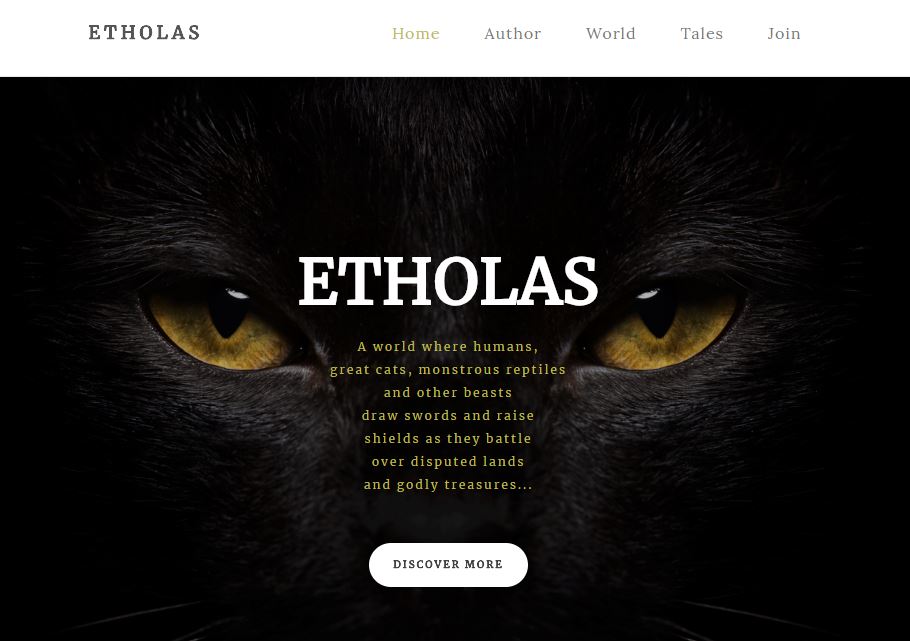 ETHOLAS
Home Author World Tales Join
ETHOLAS
A world where humans,
great cats, monstrous reptiles
and other beasts
draw swords and raise
shields as they battle
over disputed lands
and godly treasures...
DISCOVER MORE